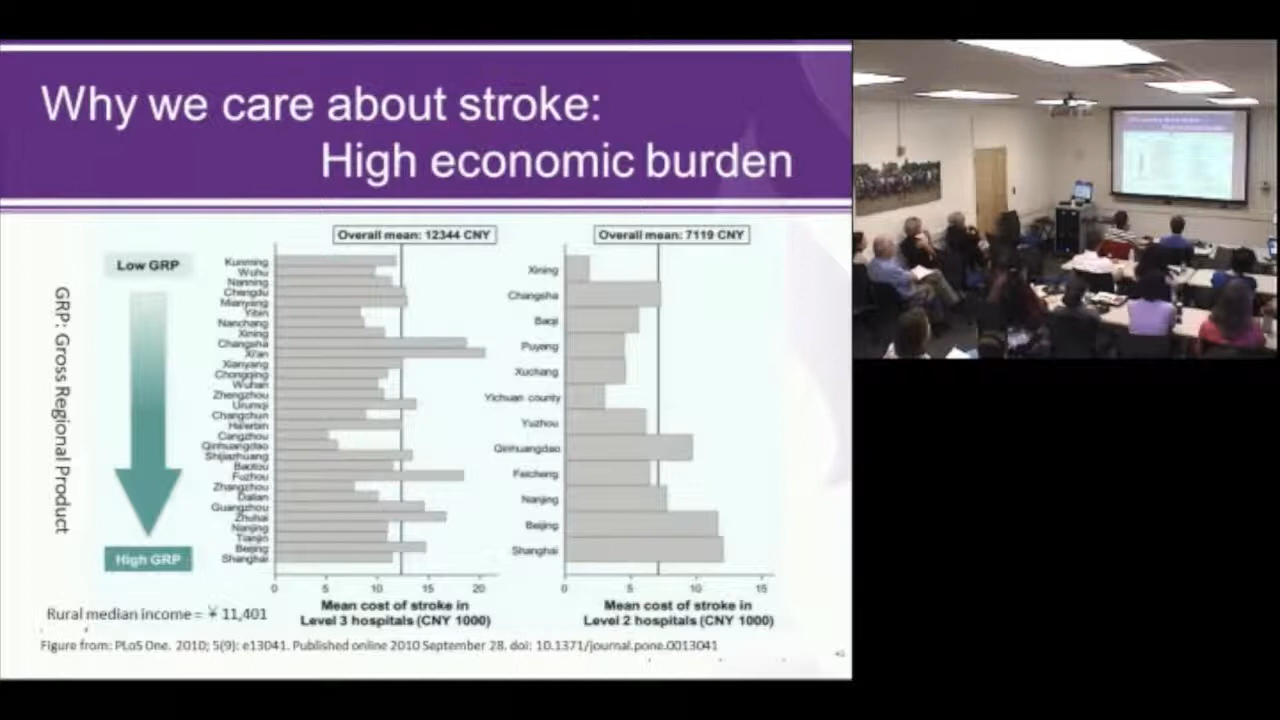 Why we care about stroke:
High economic burden
GRP: Gross Regional Product
Low GRP
High GRP
Overall mean: 12344 CNY
Kunming
Wuhu
Nanning
Chengdu
Mianyang
Yibin
Nanchang
Xining
Changsha
Xi'an
Xianyang
Chongqing
Wuhan
Zhengzhou
Urumqi
Changchun
Haerbin
Cangzhou
Qinhuangdao
Shijiazhuang
Baotou
Fuzhou
Zhangzhou
Dalian
Guangzhou
Zhuhai
Nanjing
Tianjin
Beijing
Shanghai
0 5 10 15 20
Mean cost of stroke in
Level 3 hospitals (CNY 1000)
Overall mean: 7119 CNY
Xining
Changsha
Baoji
Puyang
Xuchang
Yichuan county
Yuzhou
Qinhuangdao
Feicheng
Nanjing
Beijing
Shanghai
0 5 10 15
Mean cost of stroke in
Level 2 hospitals (CNY 1000)
Rural median income = ¥ 11,401
Figure from: PLoS One. 2010; 5(9): e13041. Published online 2010 September 28. doi: 10.1371/journal.pone.0013041